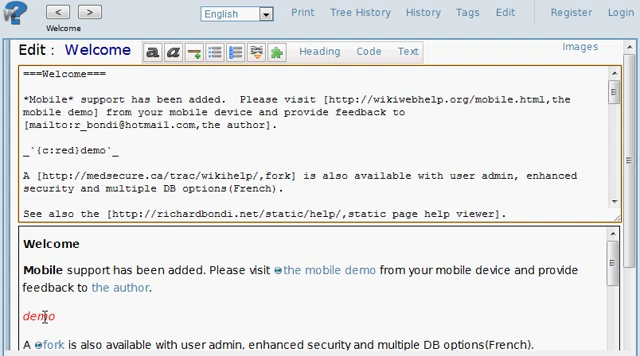 English Print Tree History History Tags Edit Register Login
Welcome
Edit : Welcome a a Heading Code Text Images
===Welcome===
*Mobile* support has been added. Please visit [http://wikiwebhelp.org/mobile.html,the
mobile demo] from your mobile device and provide feedback to
[mailto:r_bondi@hotmail.com,the author].
_`{c:red}demo`_
A [http://medsecure.ca/trac/wikihelp/,fork] is also available with user admin, enhanced
security and multiple DB options(French).
See also the [http://richardbondi.net/static/help/,static page help viewer].
Welcome
Mobile support has been added. Please visit the mobile demo from your mobile device and provide
feedback to the author.
demo
A fork is also available with user admin, enhanced security and multiple DB options(French).